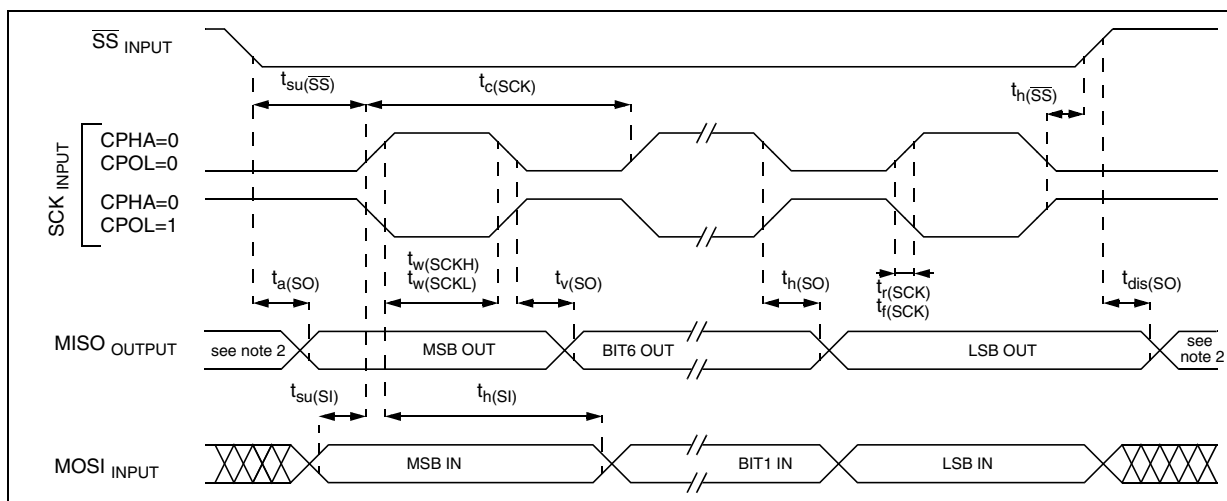 SS INPUT
tsu(SS)
tc(SCK)
th(SS)
SCK INPUT
CPHA=0
CPOL=0
CPHA=0
CPOL=1
ta(SO)
tw(SCKH)
tw(SCKL)
tv(SO)
th(SO)
tr(SCK)
tf(SCK)
tdis(SO)
MISO OUTPUT
see note 2
MSB OUT
BIT6 OUT
LSB OUT
see
note 2
tsu(SI)
th(SI)
MOSI INPUT
MSB IN
BIT1 IN
LSB IN